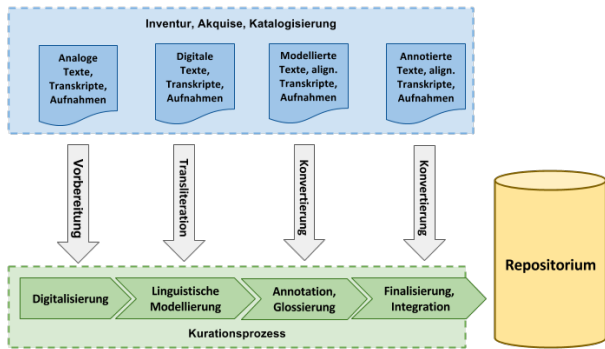 Inventur, Akquise, Katalogisierung
Analoge
Texte,
Transkripte,
Aufnahmen
Digitale
Texte,
Transkripte,
Aufnahmen
Modellierte
Texte, align.
Transkripte,
Aufnahmen
Annotierte
Texte, align.
Transkripte,
Aufnahmen
Vorbereitung
Transliteration
Konvertierung
Konvertierung
Repositorium
Digitalisierung
Linguistische
Modellierung
Annotation,
Glossierung
Finalisierung,
Integration
Kurationsprozess